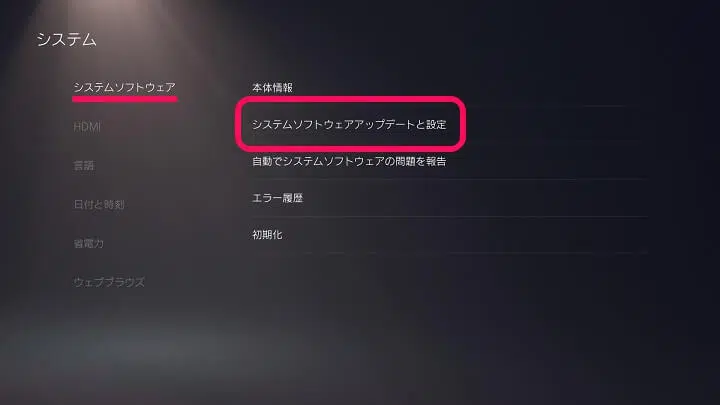 システム
システムソフトウェア
HDMI
言語
日付と時刻
省電力
ウェブブラウズ
本体情報
システムソフトウェアアップデートと設定
自動でシステムソフトウェアの問題を報告
エラー履歴
初期化